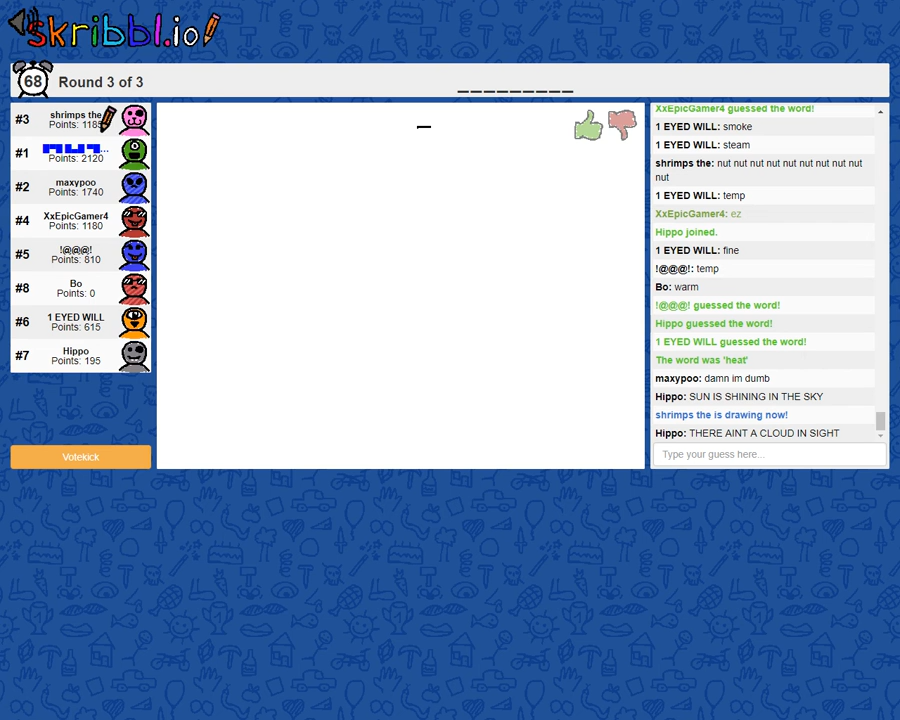 skribbl.io
68
Round 3 of 3
_________
#3
shrimps the
Points: 1185
#1
Points: 2120
#2
maxypoo
Points: 1740
#4
XxEpicGamer4
Points: 1180
#5
!@@@!
Points: 810
#8
Bo
Points: 0
#6
1 EYED WILL
Points: 615
#7
Hippo
Points: 195
Votekick
XxEpicGamer4 guessed the word!
1 EYED WILL: smoke
1 EYED WILL: steam
shrimps the: nut nut nut nut nut nut nut nut nut
nut
1 EYED WILL: temp
XxEpicGamer4: ez
Hippo joined.
1 EYED WILL: fine
!@@@!: temp
Bo: warm
!@@@! guessed the word!
Hippo guessed the word!
1 EYED WILL guessed the word!
The word was 'heat'
maxypoo: damn im dumb
Hippo: SUN IS SHINING IN THE SKY
shrimps the is drawing now!
Hippo: THERE AINT A CLOUD IN SIGHT
Type your guess here...